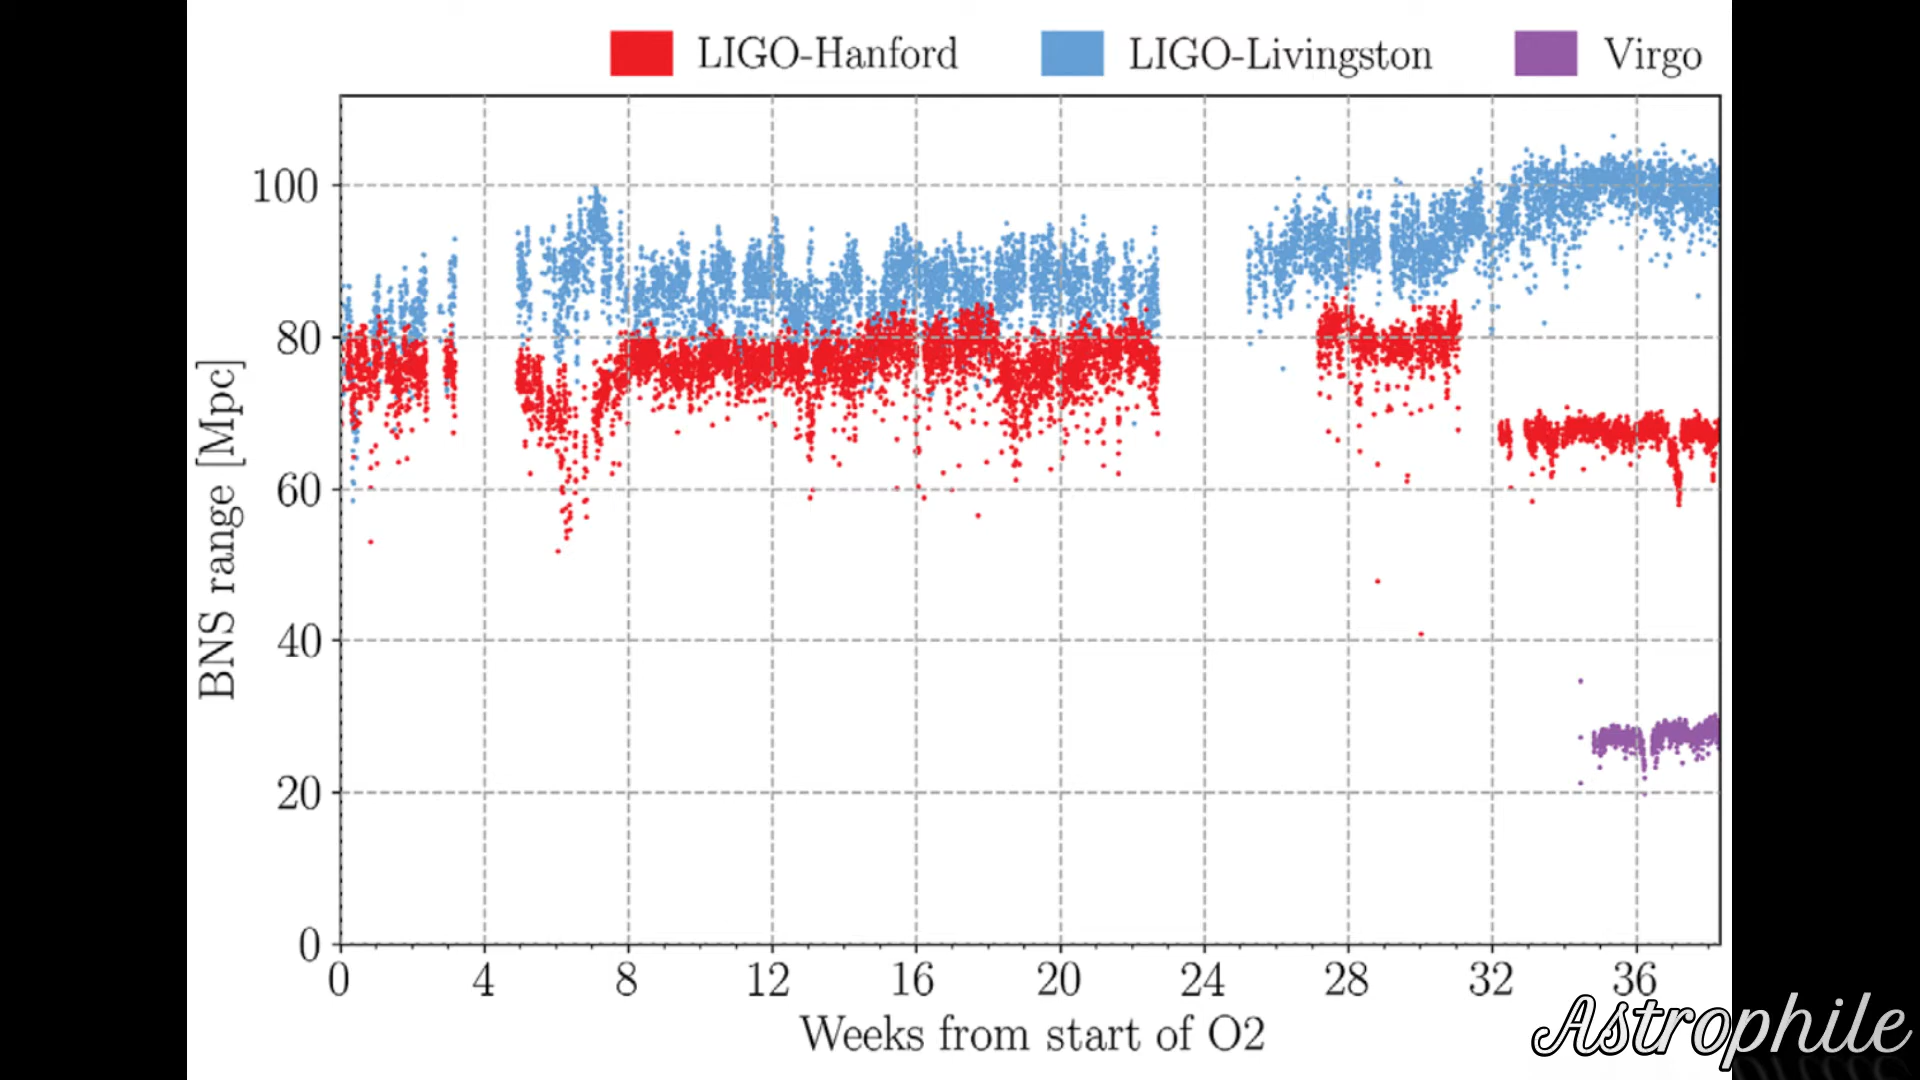 LIGO-Hanford LIGO-Livingston Virgo
100
80
60
40
20
0
BNS range [Mpc]
0 4 8 12 16 20 24 28 32 36
Weeks from start of O2
Astrophile